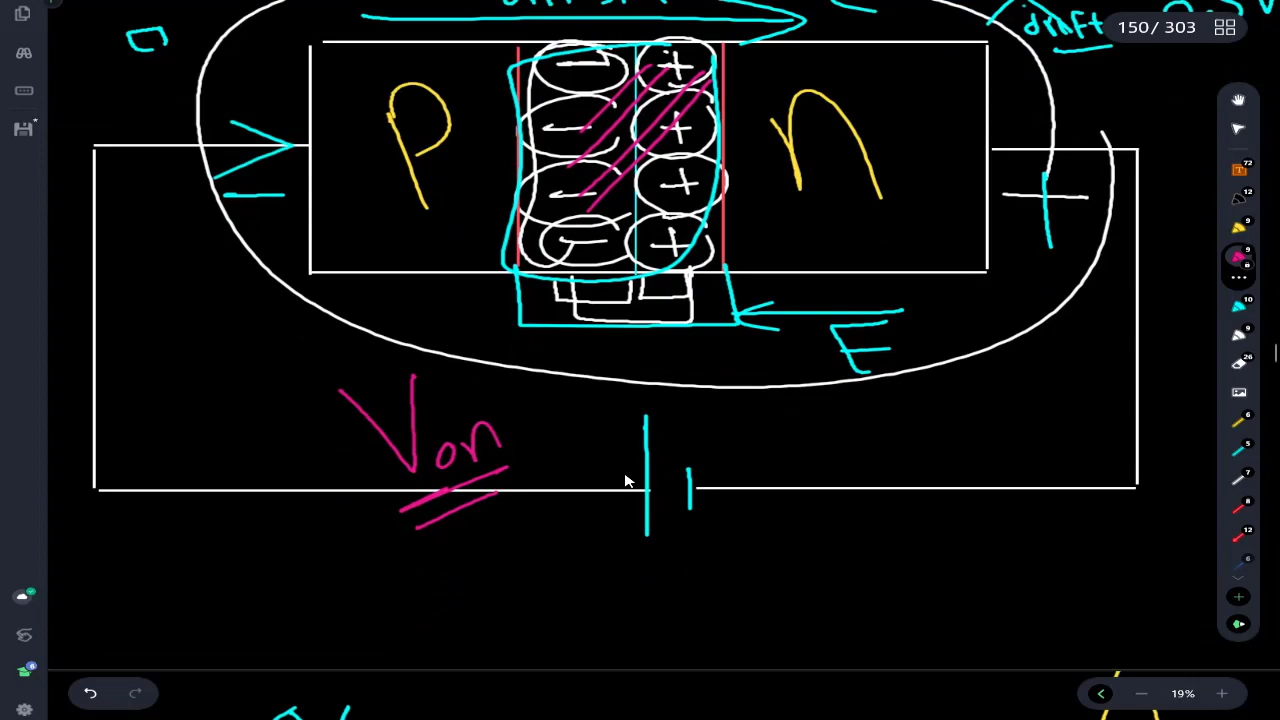 drift
150 / 303
P
n
− +
− +
− +
− +
E
Von
19%